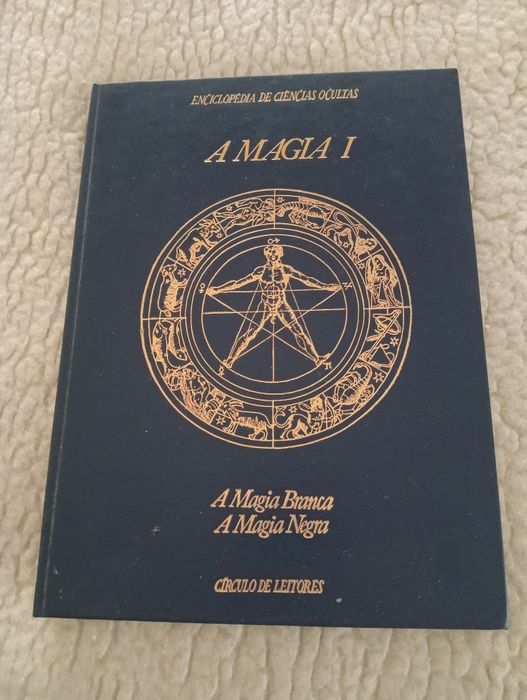 ENCICLOPÉDIA DE CIÊNCIAS OCULTAS
A MAGIA I
A Magia Branca
A Magia Negra
CÍRCULO DE LEITORES